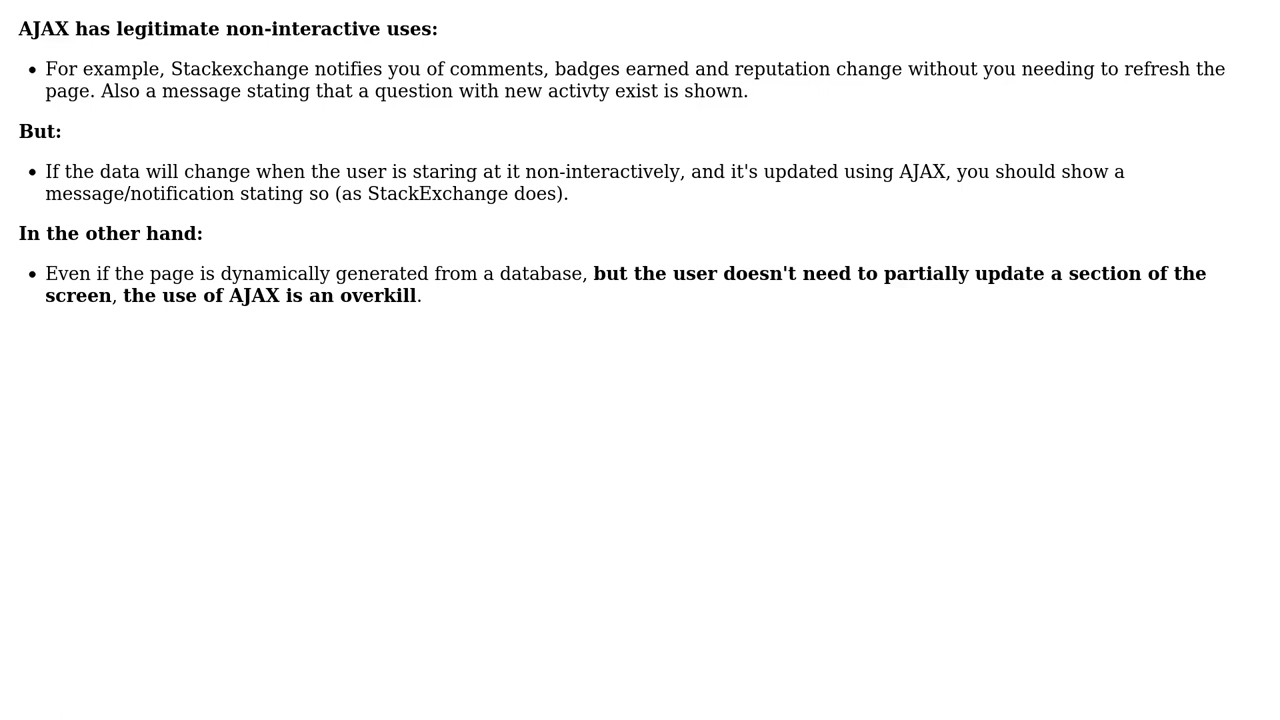 AJAX has legitimate non-interactive uses:
• For example, Stackexchange notifies you of comments, badges earned and reputation change without you needing to refresh the
page. Also a message stating that a question with new activty exist is shown.
But:
• If the data will change when the user is staring at it non-interactively, and it's updated using AJAX, you should show a
message/notification stating so (as StackExchange does).
In the other hand:
• Even if the page is dynamically generated from a database, but the user doesn't need to partially update a section of the
screen, the use of AJAX is an overkill.